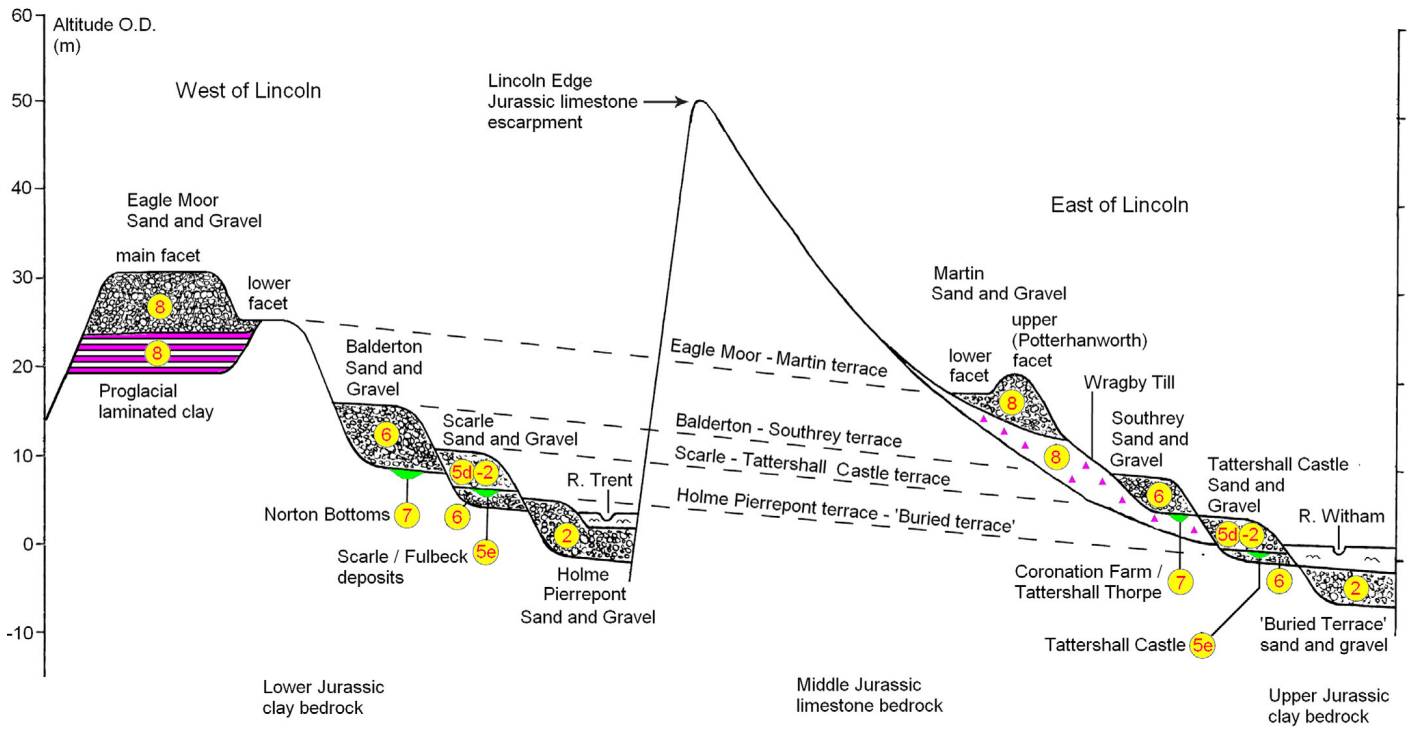 60
Altitude O.D.
(m)
50
40
30
20
10
0
-10
West of Lincoln
Lincoln Edge
Jurassic limestone
escarpment
East of Lincoln
Eagle Moor
Sand and Gravel
main facet
8
8
lower
facet
Proglacial
laminated clay
Balderton
Sand and
Gravel
6
Norton Bottoms
7
Scarle
Sand and Gravel
5d
-2
6
Scarle / Fulbeck
deposits
5e
R. Trent
2
Holme
Pierrepont
Sand and Gravel
Eagle Moor - Martin terrace
Balderton - Southrey terrace
Scarle - Tattershall Castle terrace
Holme Pierrepont terrace - 'Buried terrace'
Martin
Sand and Gravel
upper
(Potterhanworth)
facet
lower
facet
8
Wragby Till
8
Southrey
Sand and
Gravel
6
Coronation Farm /
Tattershall Thorpe
7
Tattershall Castle
Sand and
Gravel
5d
-2
6
Tattershall Castle
5e
R. Witham
2
'Buried Terrace'
sand and gravel
Lower Jurassic
clay bedrock
Middle Jurassic
limestone bedrock
Upper Jurassic
clay bedrock